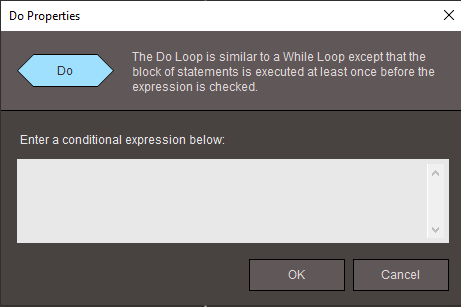 Do Properties
Do
The Do Loop is similar to a While Loop except that the
block of statements is executed at least once before the
expression is checked.
Enter a conditional expression below:
OK
Cancel